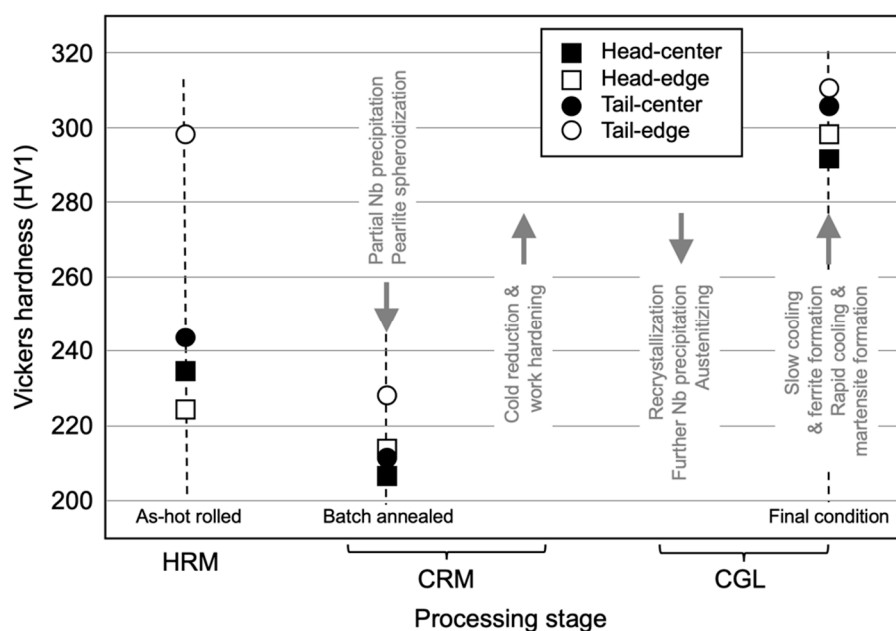 Vickers hardness (HV1)
320
300
280
260
240
220
200
Head-center
Head-edge
Tail-center
Tail-edge
Partial Nb precipitation
Pearlite spheroidization
Cold reduction &
work hardening
Recrystallization
Further Nb precipitation
Austenitizing
Slow cooling
& ferrite formation
Rapid cooling &
martensite formation
As-hot rolled
Batch annealed
Final condition
HRM
CRM
CGL
Processing stage